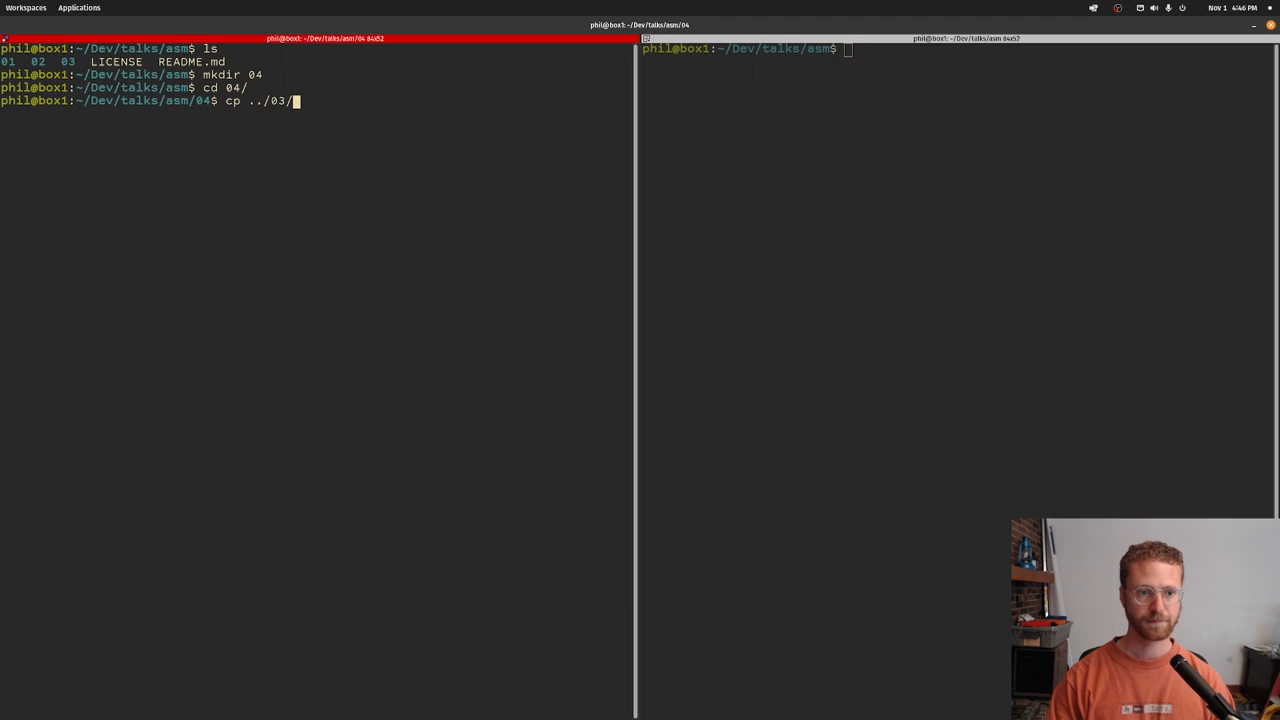 Workspaces Applications
Nov 1 4:46 PM
phil@box1: ~/Dev/talks/asm/04
phil@box1: ~/Dev/talks/asm/04 84x52
phil@box1:~/Dev/talks/asm$ ls
01 02 03 LICENSE README.md
phil@box1:~/Dev/talks/asm$ mkdir 04
phil@box1:~/Dev/talks/asm$ cd 04/
phil@box1:~/Dev/talks/asm/04$ cp ../03/
phil@box1: ~/Dev/talks/asm 84x52
phil@box1:~/Dev/talks/asm$